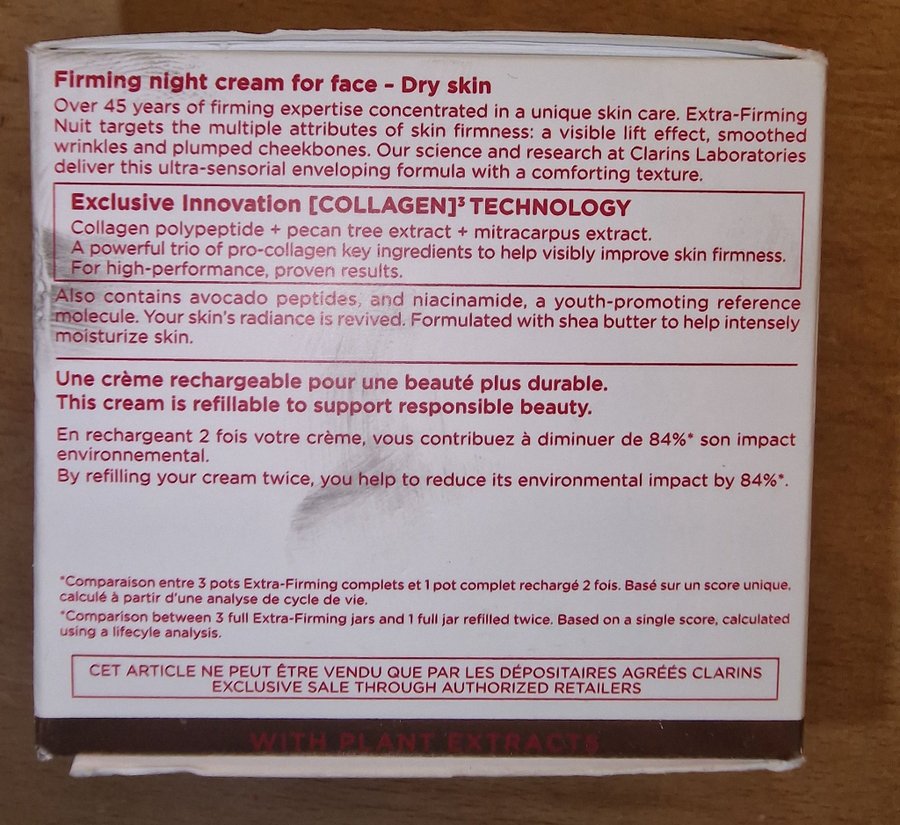 Firming night cream for face – Dry skin
Over 45 years of firming expertise concentrated in a unique skin care. Extra-Firming
Nuit targets the multiple attributes of skin firmness: a visible lift effect, smoothed
wrinkles and plumped cheekbones. Our science and research at Clarins Laboratories
deliver this ultra-sensorial enveloping formula with a comforting texture.
Exclusive Innovation [COLLAGEN]³ TECHNOLOGY
Collagen polypeptide + pecan tree extract + mitracarpus extract.
A powerful trio of pro-collagen key ingredients to help visibly improve skin firmness.
For high-performance, proven results.
Also contains avocado peptides, and niacinamide, a youth-promoting reference
molecule. Your skin's radiance is revived. Formulated with shea butter to help intensely
moisturize skin.
Une crème rechargeable pour une beauté plus durable.
This cream is refillable to support responsible beauty.
En rechargeant 2 fois votre crème, vous contribuez à diminuer de 84%* son impact
environnemental.
By refilling your cream twice, you help to reduce its environmental impact by 84%*.
*Comparaison entre 3 pots Extra-Firming complets et 1 pot complet rechargé 2 fois. Basé sur un score unique,
calculé à partir d'une analyse de cycle de vie.
*Comparison between 3 full Extra-Firming jars and 1 full jar refilled twice. Based on a single score, calculated
using a lifecyle analysis.
CET ARTICLE NE PEUT ÊTRE VENDU QUE PAR LES DÉPOSITAIRES AGRÉÉS CLARINS
EXCLUSIVE SALE THROUGH AUTHORIZED RETAILERS
WITH PLANT EXTRACTS